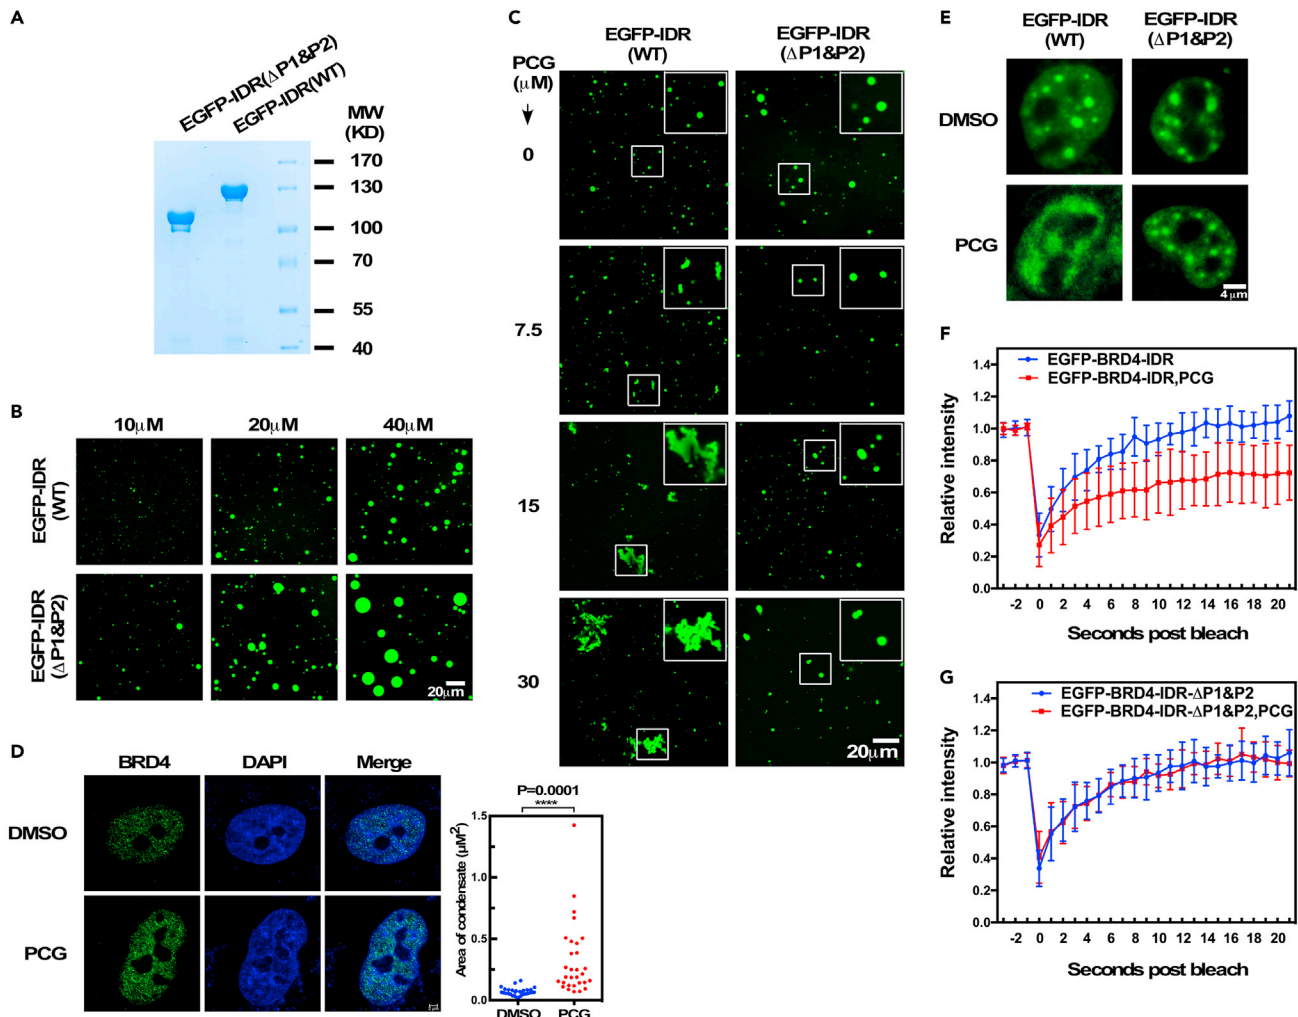 A
EGFP-IDR(ΔP1&P2)
EGFP-IDR(WT)
MW
(KD)
170
130
100
70
55
40
B
10μM 20μM 40μM
EGFP-IDR
(WT)
EGFP-IDR
(ΔP1&P2)
20μm
C
EGFP-IDR
(WT)
EGFP-IDR
(ΔP1&P2)
PCG
(μM)
0
7.5
15
30
20μm
D
BRD4 DAPI Merge
DMSO
PCG
P=0.0001
****
Area of condensate (μM²)
1.5
1.0
0.5
0.0
DMSO PCG
E
EGFP-IDR
(WT)
EGFP-IDR
(ΔP1&P2)
DMSO
PCG
4μm
F
EGFP-BRD4-IDR
EGFP-BRD4-IDR,PCG
Relative intensity
1.4
1.2
1.0
0.8
0.6
0.4
0.2
0.0
-2 0 2 4 6 8 10 12 14 16 18 20
Seconds post bleach
G
EGFP-BRD4-IDR-ΔP1&P2
EGFP-BRD4-IDR-ΔP1&P2,PCG
Relative intensity
1.4
1.2
1.0
0.8
0.6
0.4
0.2
0.0
-2 0 2 4 6 8 10 12 14 16 18 20
Seconds post bleach